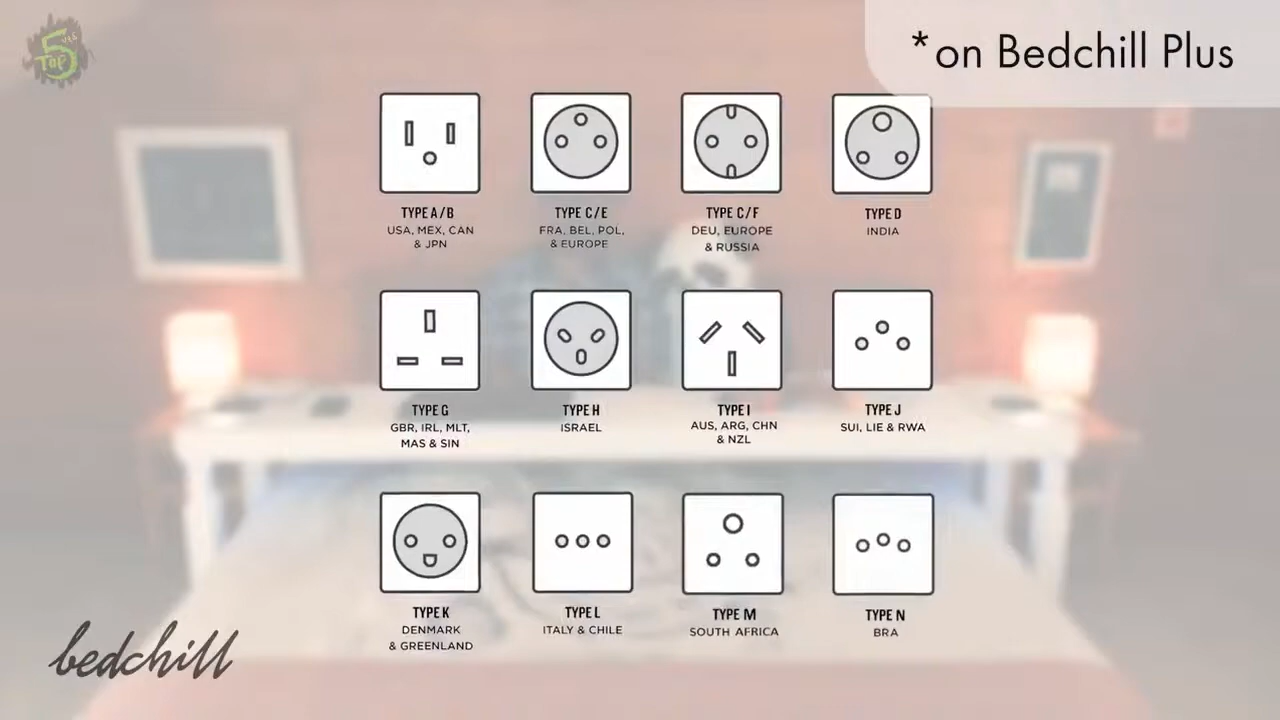 Top 5
*on Bedchill Plus
TYPE A/B
USA, MEX, CAN
& JPN
TYPE C/E
FRA, BEL, POL,
& EUROPE
TYPE C/F
DEU, EUROPE
& RUSSIA
TYPE D
INDIA
TYPE G
GBR, IRL, MLT,
MAS & SIN
TYPE H
ISRAEL
TYPE I
AUS, ARG, CHN
& NZL
TYPE J
SUI, LIE & RWA
TYPE K
DENMARK
& GREENLAND
TYPE L
ITALY & CHILE
TYPE M
SOUTH AFRICA
TYPE N
BRA
bedchill